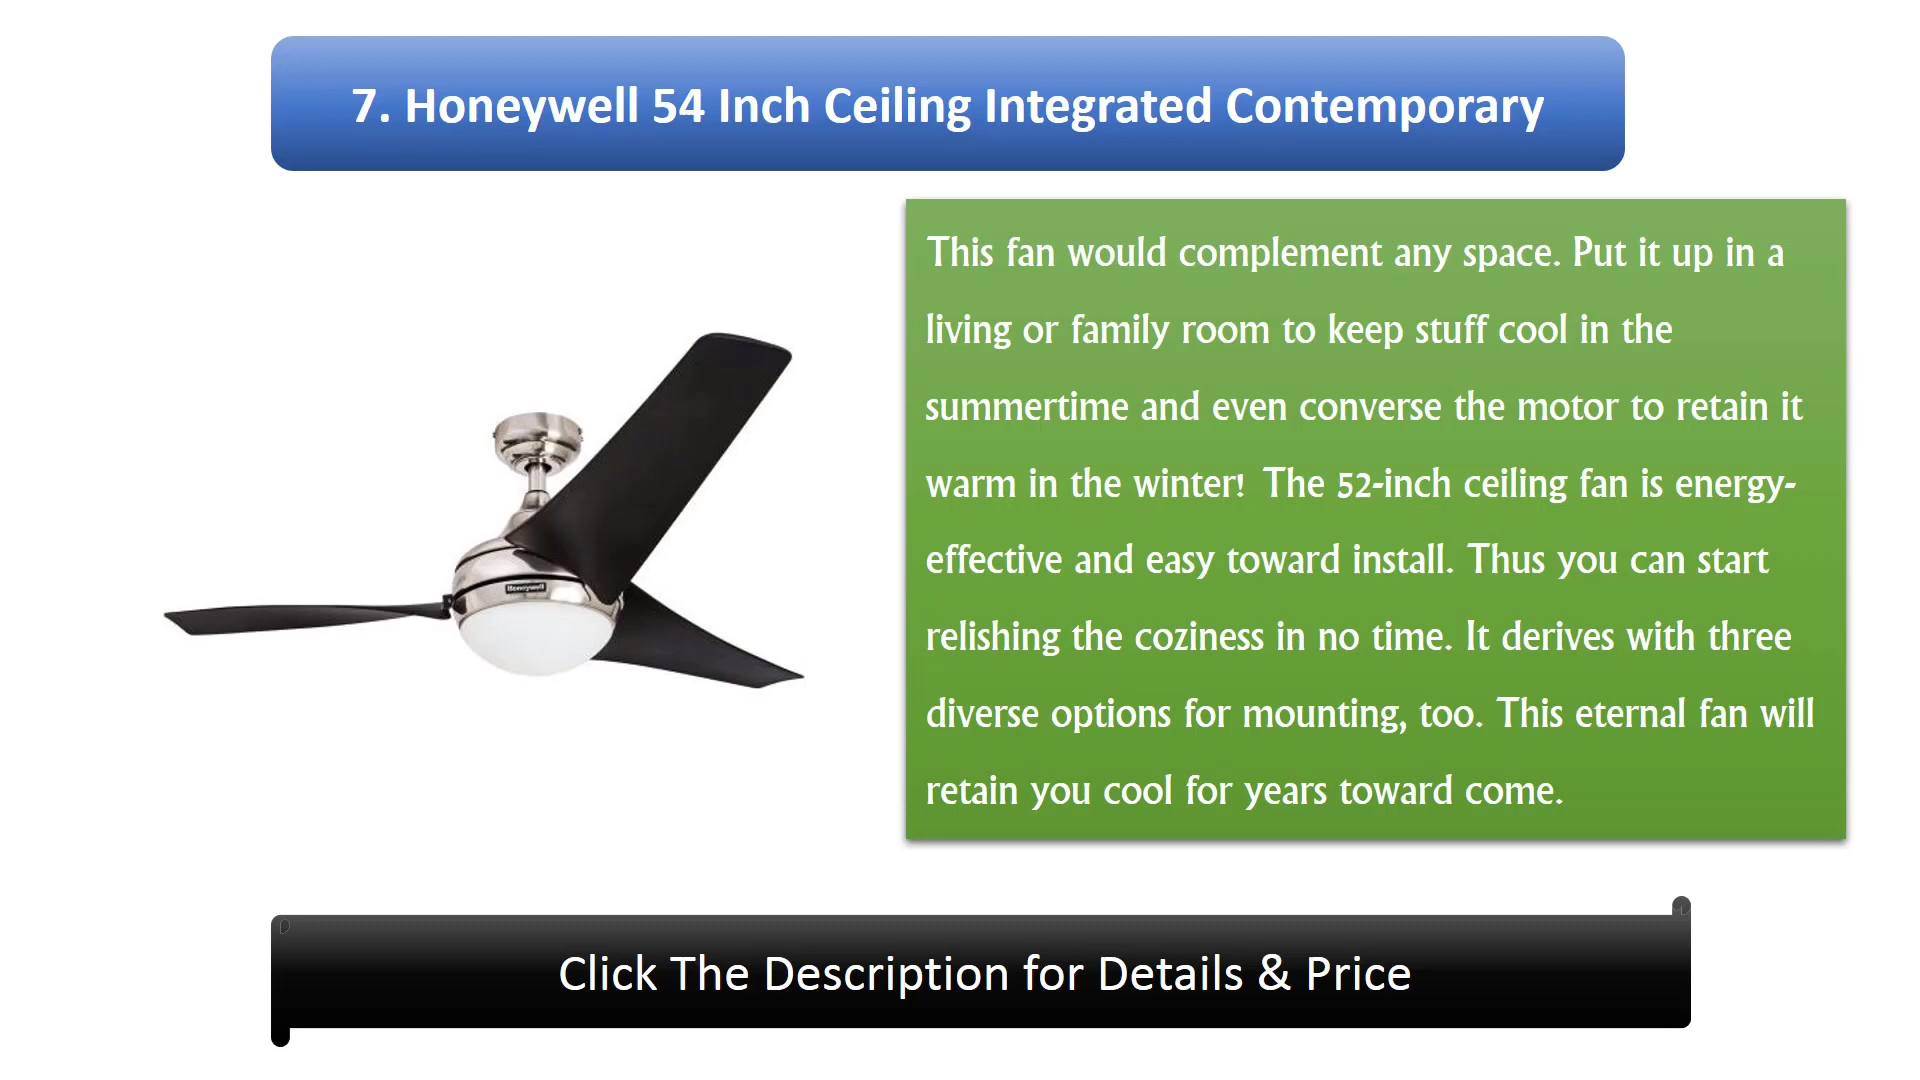 7. Honeywell 54 Inch Ceiling Integrated Contemporary
This fan would complement any space. Put it up in a
living or family room to keep stuff cool in the
summertime and even converse the motor to retain it
warm in the winter! The 52-inch ceiling fan is energy-
effective and easy toward install. Thus you can start
relishing the coziness in no time. It derives with three
diverse options for mounting, too. This eternal fan will
retain you cool for years toward come.
Honeywell
Click The Description for Details & Price